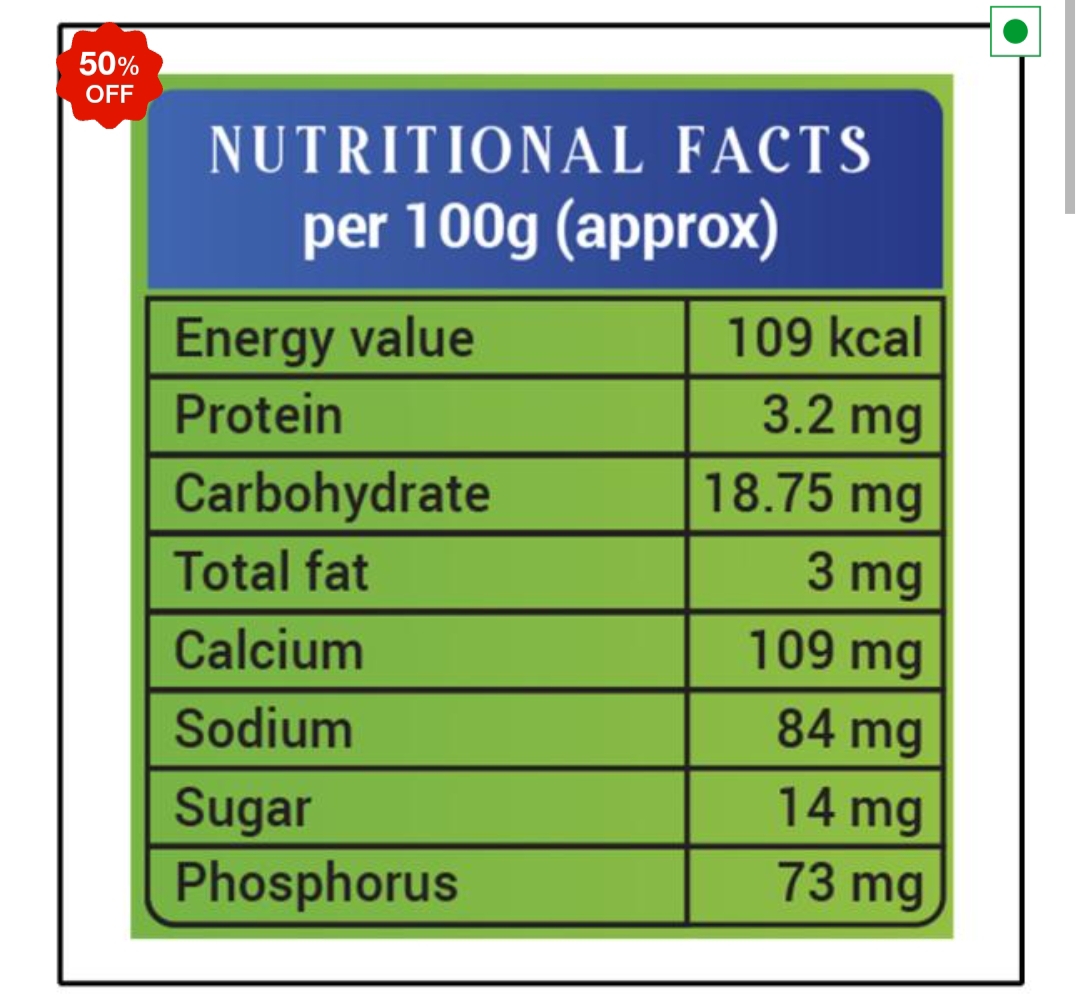 50%
OFF
NUTRITIONAL FACTS
per 100g (approx)
Energy value 109 kcal
Protein 3.2 mg
Carbohydrate 18.75 mg
Total fat 3 mg
Calcium 109 mg
Sodium 84 mg
Sugar 14 mg
Phosphorus 73 mg